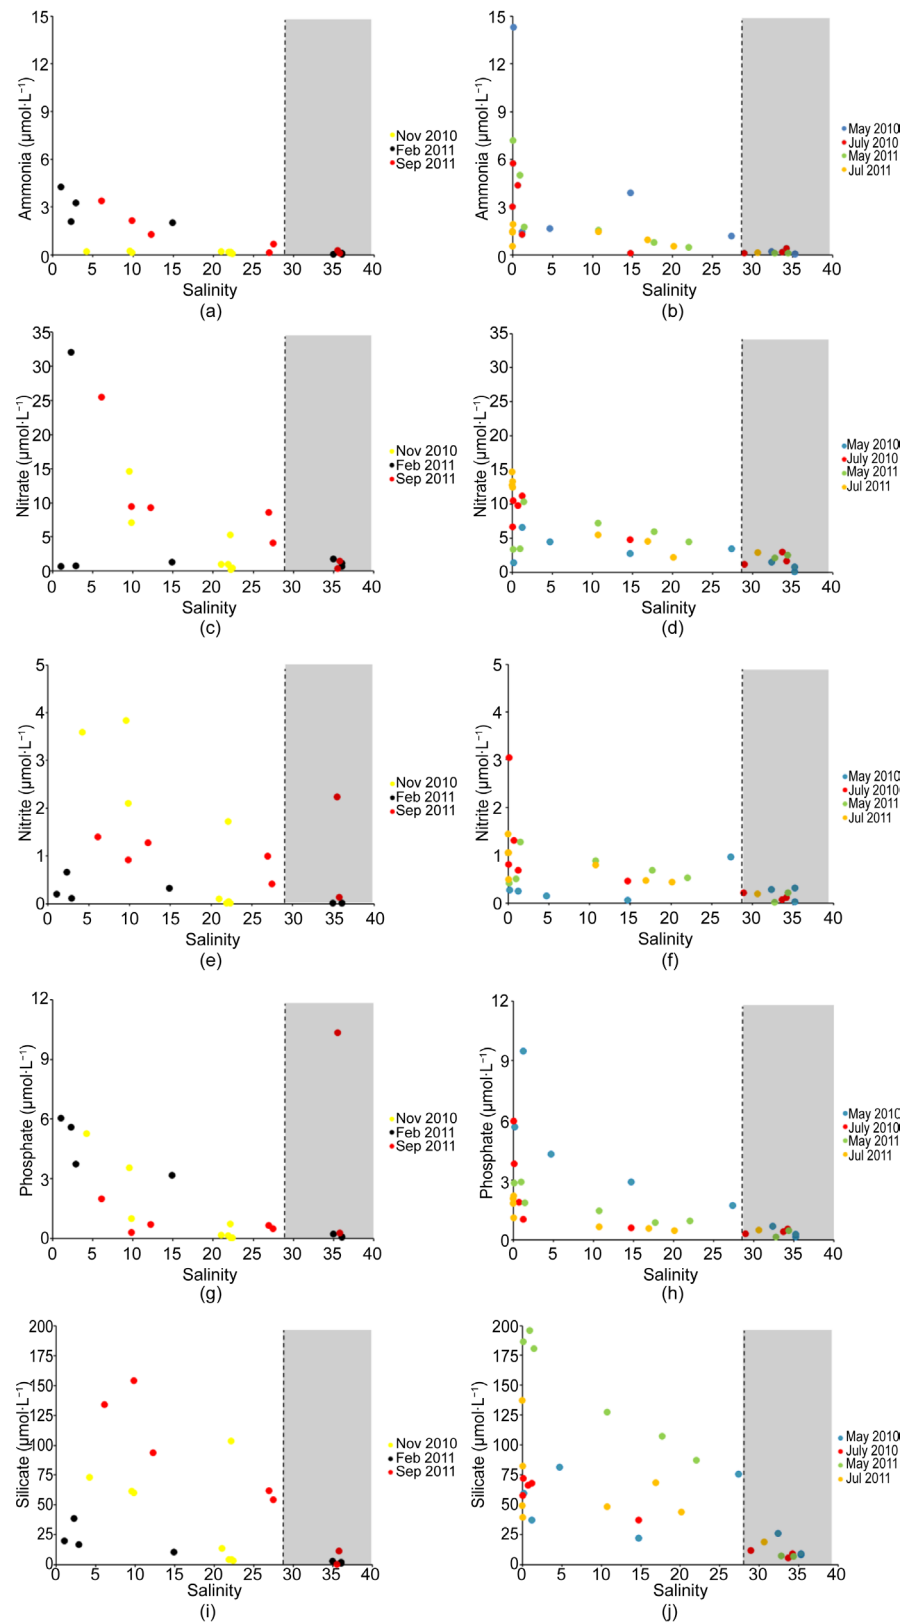 15
12
9
6
3
0
Ammonia (µmol·L⁻¹)
0 5 10 15 20 25 30 35 40
Salinity
(a)
Nov 2010
Feb 2011
Sep 2011
15
12
9
6
3
0
Ammonia (µmol·L⁻¹)
0 5 10 15 20 25 30 35 40
Salinity
(b)
May 2010
July 2010
May 2011
Jul 2011
35
30
25
20
15
10
5
0
Nitrate (µmol·L⁻¹)
0 5 10 15 20 25 30 35 40
Salinity
(c)
Nov 2010
Feb 2011
Sep 2011
35
30
25
20
15
10
5
0
Nitrate (µmol·L⁻¹)
0 5 10 15 20 25 30 35 40
Salinity
(d)
May 2010
July 2010
May 2011
Jul 2011
5
4
3
2
1
0
Nitrite (µmol·L⁻¹)
0 5 10 15 20 25 30 35 40
Salinity
(e)
Nov 2010
Feb 2011
Sep 2011
5
4
3
2
1
0
Nitrite (µmol·L⁻¹)
0 5 10 15 20 25 30 35 40
Salinity
(f)
May 2010
July 2010
May 2011
Jul 2011
12
9
6
3
0
Phosphate (µmol·L⁻¹)
0 5 10 15 20 25 30 35 40
Salinity
(g)
Nov 2010
Feb 2011
Sep 2011
12
9
6
3
0
Phosphate (µmol·L⁻¹)
0 5 10 15 20 25 30 35 40
Salinity
(h)
May 2010
July 2010
May 2011
Jul 2011
200
175
150
125
100
75
50
25
0
Silicate (µmol·L⁻¹)
0 5 10 15 20 25 30 35 40
Salinity
(i)
Nov 2010
Feb 2011
Sep 2011
200
175
150
125
100
75
50
25
0
Silicate (µmol·L⁻¹)
0 5 10 15 20 25 30 35 40
Salinity
(j)
May 2010
July 2010
May 2011
Jul 2011